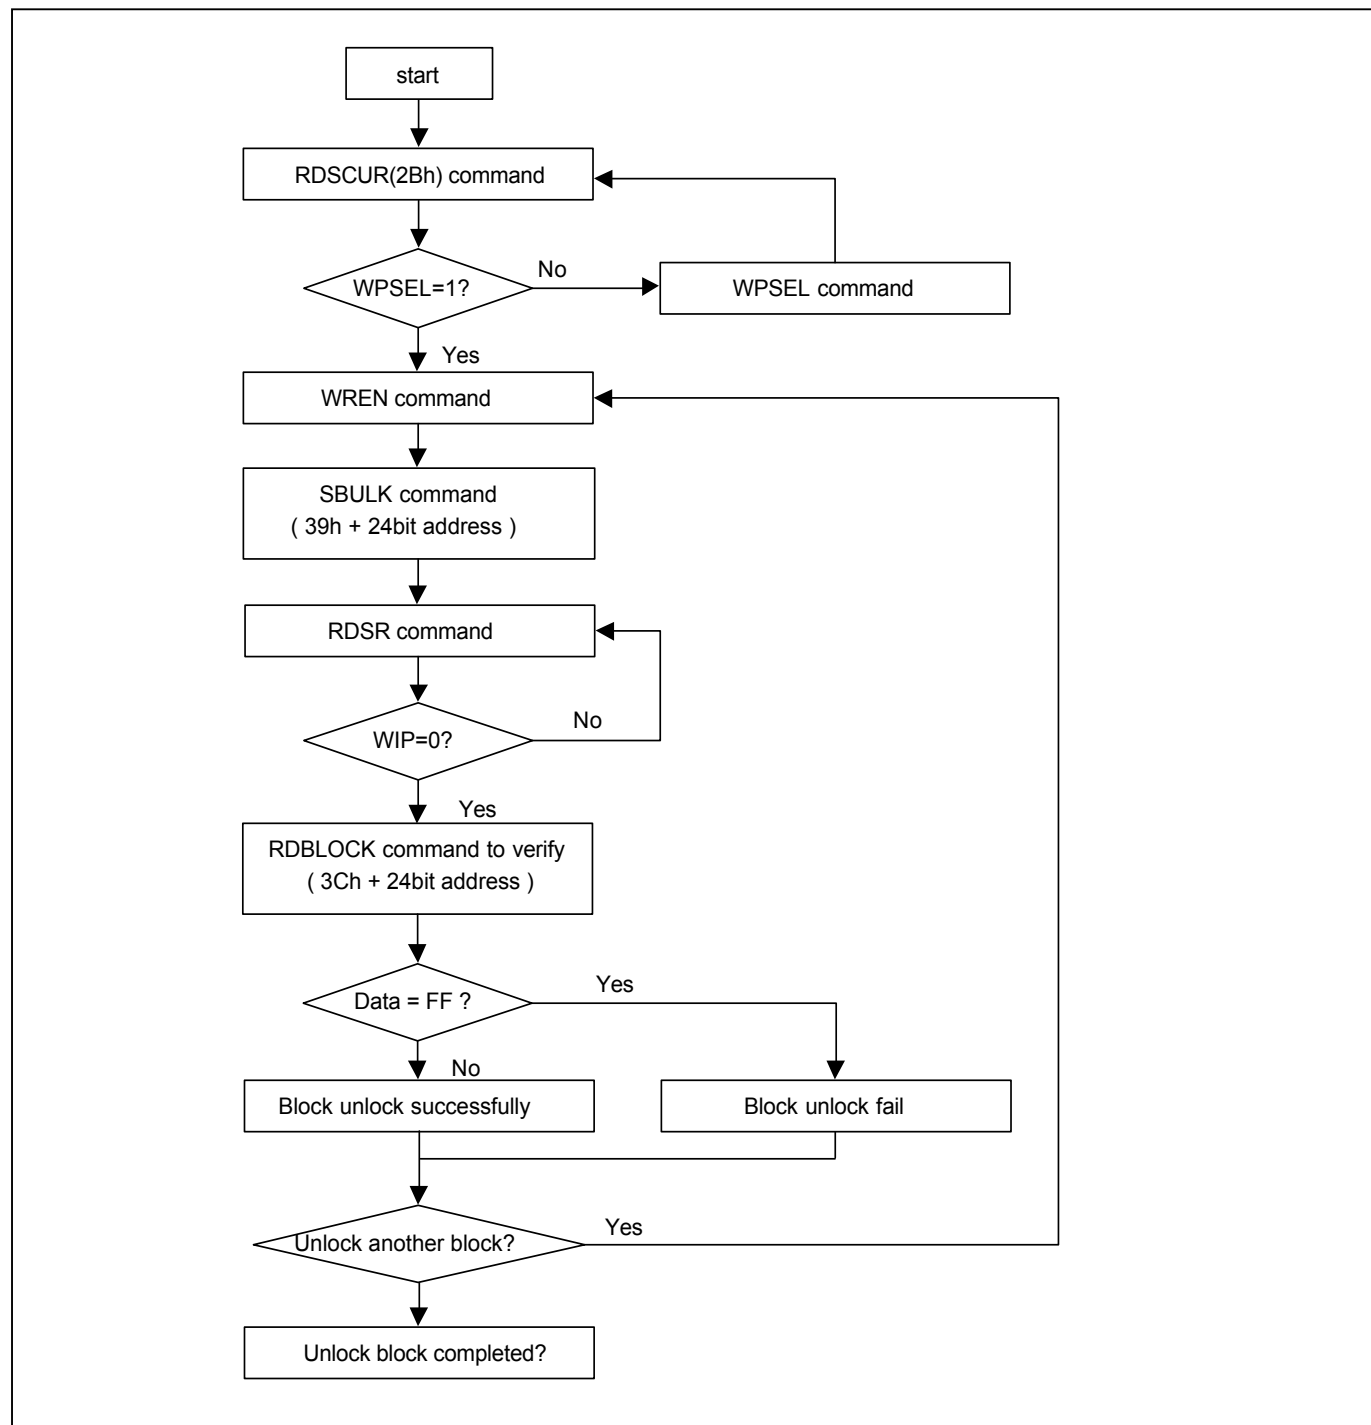 start
RDSCUR(2Bh) command
WPSEL=1?
No
WPSEL command
Yes
WREN command
SBULK command
( 39h + 24bit address )
RDSR command
WIP=0?
No
Yes
RDBLOCK command to verify
( 3Ch + 24bit address )
Data = FF ?
Yes
No
Block unlock successfully
Block unlock fail
Unlock another block?
Yes
Unlock block completed?